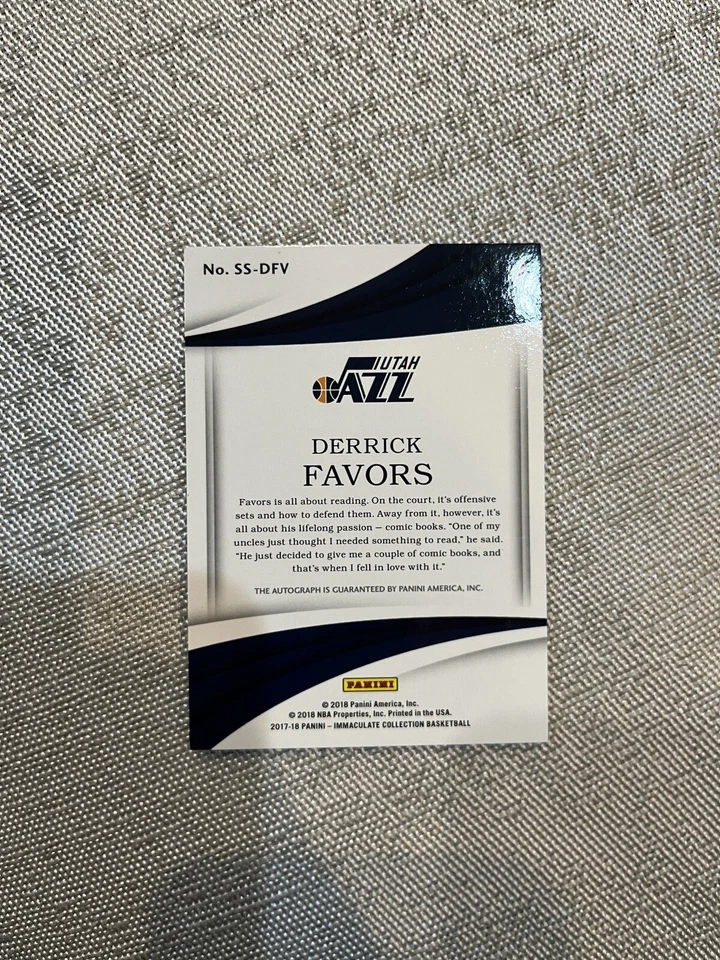 No. SS-DFV
UTAH
JAZZ
DERRICK
FAVORS
Favors is all about reading. On the court, it's offensive
sets and how to defend them. Away from it, however, it's
all about his lifelong passion — comic books. "One of my
uncles just thought I needed something to read," he said.
"He just decided to give me a couple of comic books, and
that's when I fell in love with it."
THE AUTOGRAPH IS GUARANTEED BY PANINI AMERICA, INC.
PANINI
© 2018 Panini America, Inc.
© 2018 NBA Properties, Inc. Printed in the USA.
2017-18 PANINI – IMMACULATE COLLECTION BASKETBALL